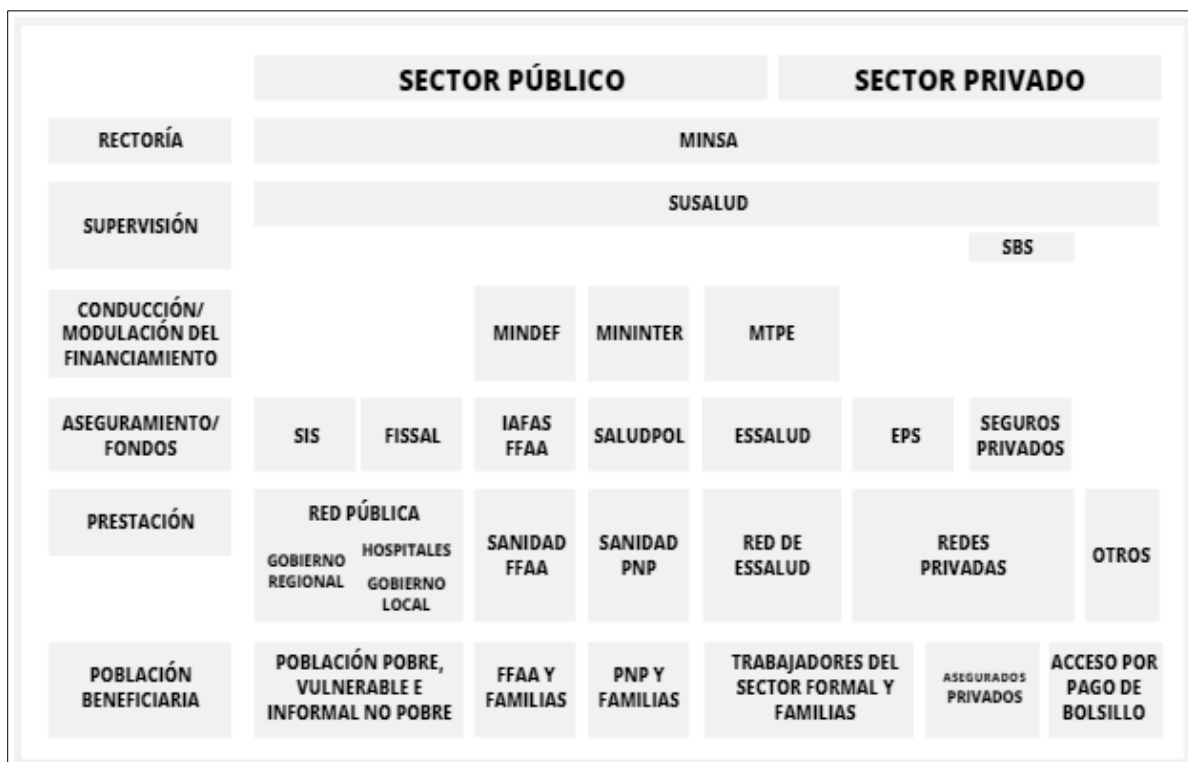 SECTOR PÚBLICO
SECTOR PRIVADO
RECTORÍA
MINSA
SUPERVISIÓN
SUSALUD
SBS
CONDUCCIÓN/
MODULACIÓN DEL
FINANCIAMIENTO
MINDEF
MININTER
MTPE
ASEGURAMIENTO/
FONDOS
SIS
FISSAL
IAFAS
FFAA
SALUDPOL
ESSALUD
EPS
SEGUROS
PRIVADOS
PRESTACIÓN
RED PÚBLICA
GOBIERNO
REGIONAL
HOSPITALES
GOBIERNO
LOCAL
SANIDAD
FFAA
SANIDAD
PNP
RED DE
ESSALUD
REDES
PRIVADAS
OTROS
POBLACIÓN
BENEFICIARIA
POBLACIÓN POBRE,
VULNERABLE E
INFORMAL NO POBRE
FFAA Y
FAMILIAS
PNP Y
FAMILIAS
TRABAJADORES DEL
SECTOR FORMAL Y
FAMILIAS
ASEGURADOS
PRIVADOS
ACCESO POR
PAGO DE
BOLSILLO